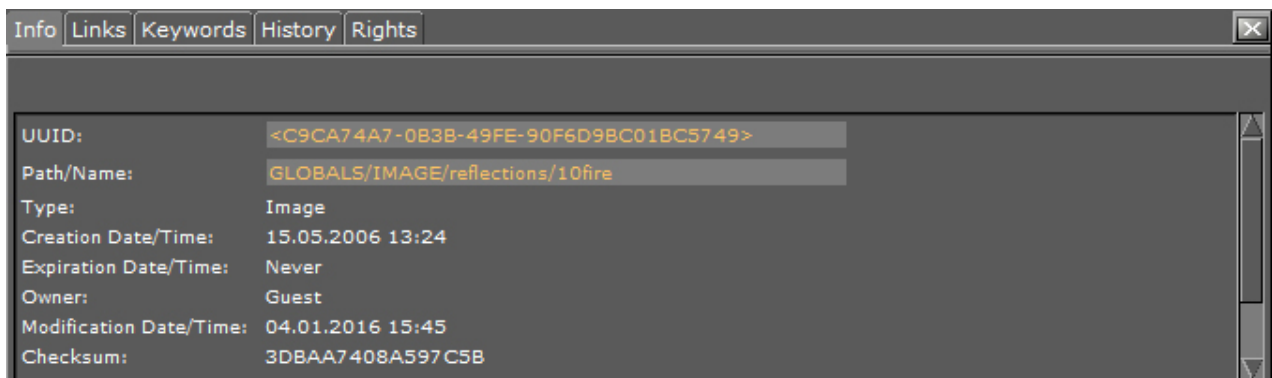 Info Links Keywords History Rights
UUID: <C9CA74A7-0B3B-49FE-90F6D9BC01BC5749>
Path/Name: GLOBALS/IMAGE/reflections/10fire
Type: Image
Creation Date/Time: 15.05.2006 13:24
Expiration Date/Time: Never
Owner: Guest
Modification Date/Time: 04.01.2016 15:45
Checksum: 3DBAA7408A597C5B